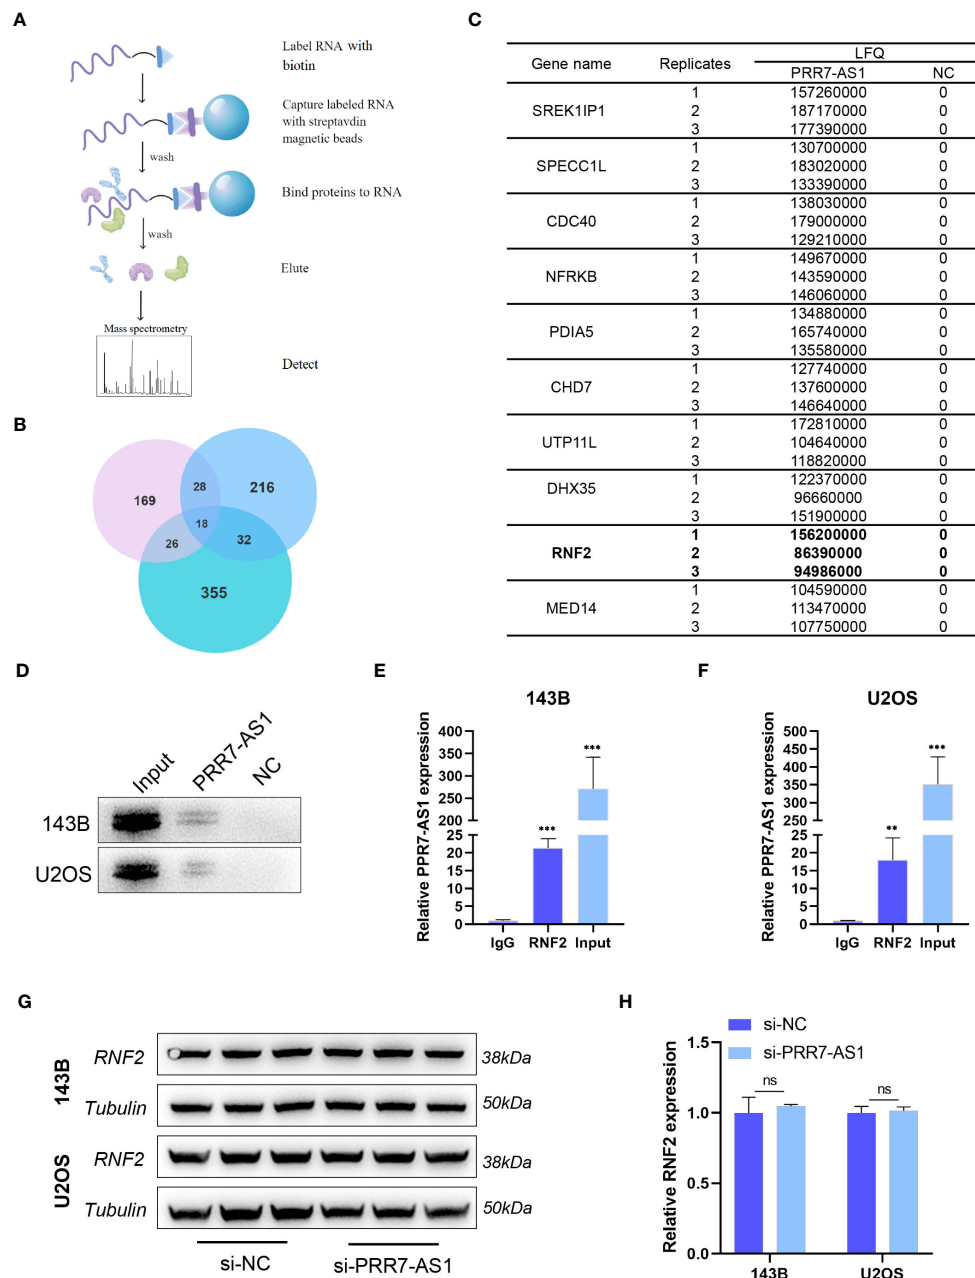 A
Label RNA with
biotin
Capture labeled RNA
with streptavdin
magnetic beads
wash
Bind proteins to RNA
wash
Elute
Mass spectrometry
Detect
B
169
28
216
18
26
32
355
C
Gene name Replicates LFQ
PRR7-AS1 NC
SREK1IP1
1 157260000 0
2 187170000 0
3 177390000 0
SPECC1L
1 130700000 0
2 183020000 0
3 133390000 0
CDC40
1 138030000 0
2 179000000 0
3 129210000 0
NFRKB
1 149670000 0
2 143590000 0
3 146060000 0
PDIA5
1 134880000 0
2 165740000 0
3 135580000 0
CHD7
1 127740000 0
2 137600000 0
3 146640000 0
UTP11L
1 172810000 0
2 104640000 0
3 118820000 0
DHX35
1 122370000 0
2 96660000 0
3 151900000 0
RNF2
1 156200000 0
2 86390000 0
3 94986000 0
MED14
1 104590000 0
2 113470000 0
3 107750000 0
D
Input PRR7-AS1 NC
143B
U2OS
E
143B
Relative PPR7-AS1 expression
400
350
300
250
200
25
20
15
10
5
0
***
***
IgG RNF2 Input
F
U2OS
Relative PPR7-AS1 expression
500
450
400
350
300
250
200
25
20
15
10
5
0
**
***
IgG RNF2 Input
G
143B
RNF2 38kDa
Tubulin 50kDa
U2OS
RNF2 38kDa
Tubulin 50kDa
si-NC si-PRR7-AS1
H
si-NC
si-PRR7-AS1
Relative RNF2 expression
1.5
1.0
0.5
0.0
ns
ns
143B U2OS